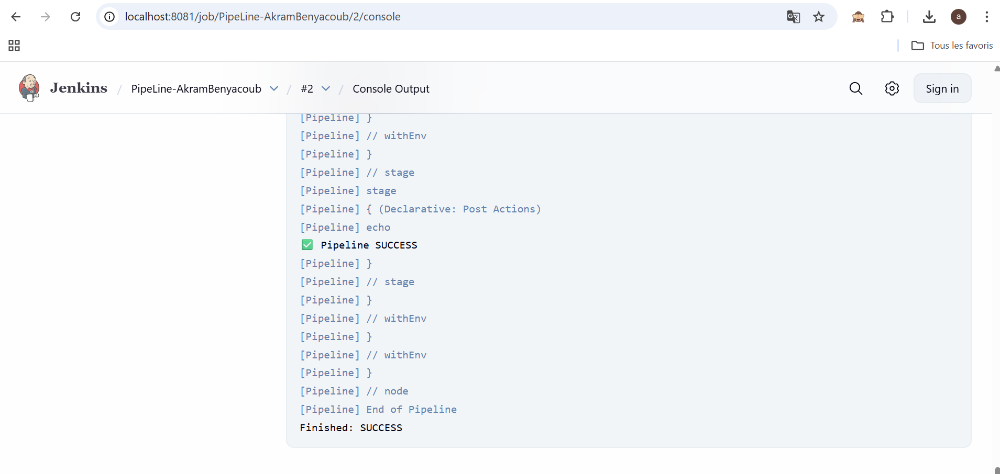 localhost:8081/job/PipeLine-AkramBenyacoub/2/console
a
Tous les favoris
Jenkins / PipeLine-AkramBenyacoub / #2 / Console Output
Sign in
[Pipeline] }
[Pipeline] // withEnv
[Pipeline] }
[Pipeline] // stage
[Pipeline] stage
[Pipeline] { (Declarative: Post Actions)
[Pipeline] echo
✅ Pipeline SUCCESS
[Pipeline] }
[Pipeline] // stage
[Pipeline] }
[Pipeline] // withEnv
[Pipeline] }
[Pipeline] // withEnv
[Pipeline] }
[Pipeline] // node
[Pipeline] End of Pipeline
Finished: SUCCESS